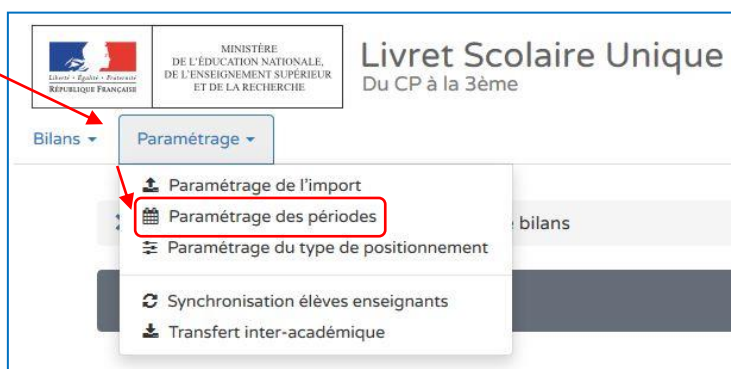 MINISTÈRE
DE L'ÉDUCATION NATIONALE,
DE L'ENSEIGNEMENT SUPÉRIEUR
ET DE LA RECHERCHE
Liberté • Égalité • Fraternité
RÉPUBLIQUE FRANÇAISE
Livret Scolaire Unique
Du CP à la 3ème
Bilans
Paramétrage
Paramétrage de l'import
Paramétrage des périodes
bilans
Paramétrage du type de positionnement
Synchronisation élèves enseignants
Transfert inter-académique